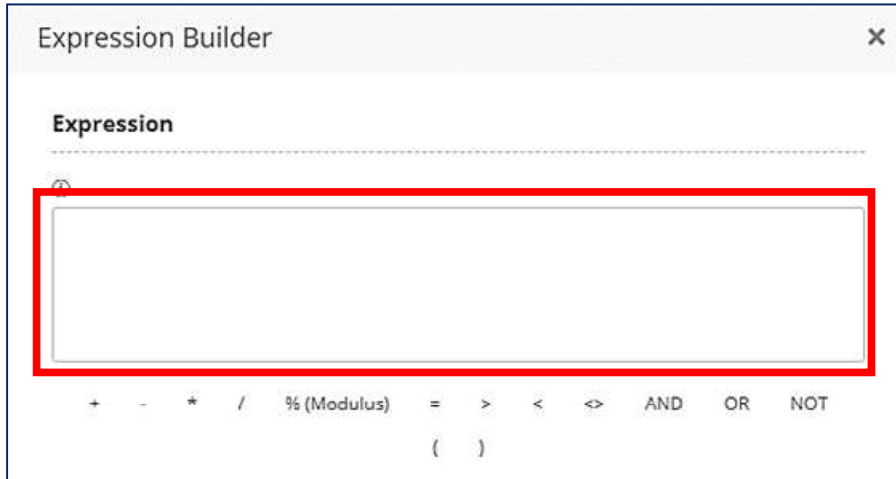 Expression Builder ×
Expression
+ - * / % (Modulus) = > < <> AND OR NOT
( )